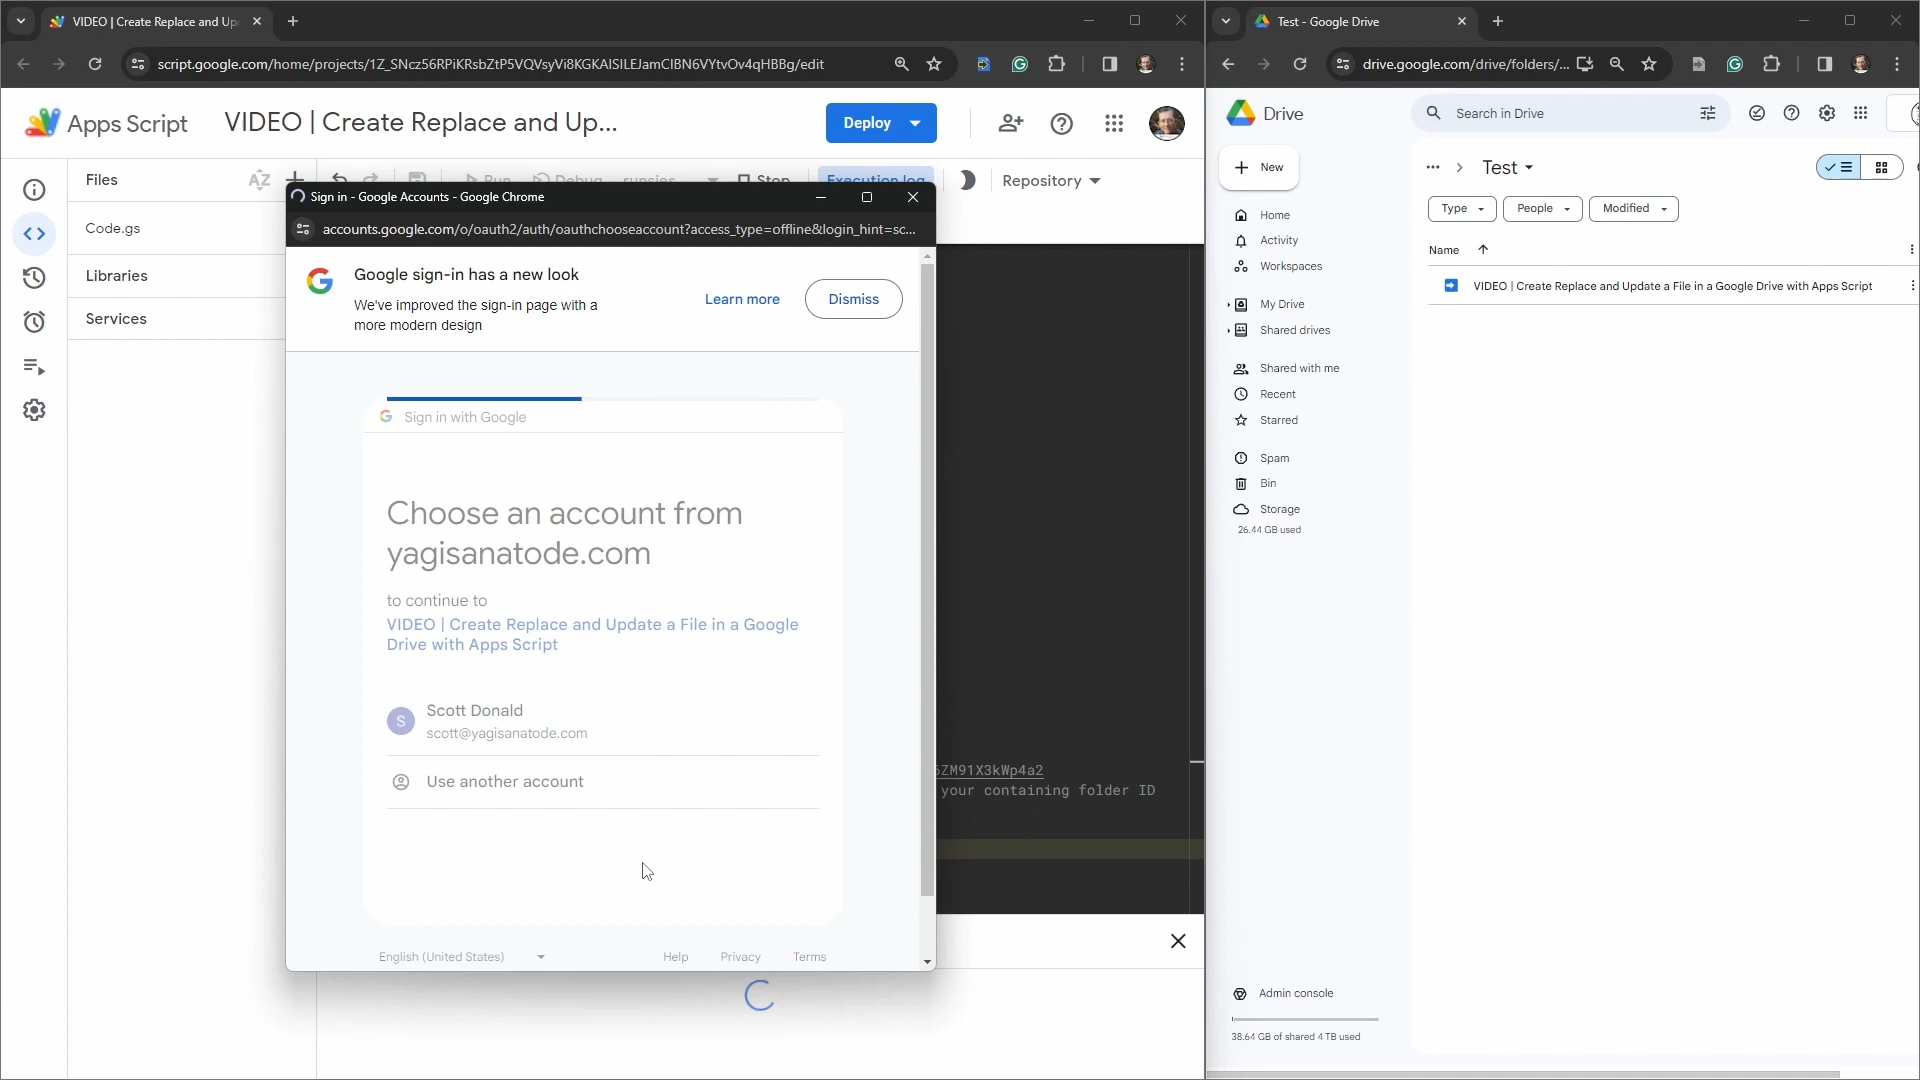 VIDEO | Create Replace and Up
script.google.com/home/projects/1Z_SNcz56RPiKRsbZtP5VQVsyVi8KGKAISILEJamCIBN6VYtvOv4qHBBg/edit
Apps Script
VIDEO | Create Replace and Up...
Deploy
Files
AZ
Run
Debug
runsies
Stop
Execution log
Repository
Code.gs
Libraries
Services
Sign in - Google Accounts - Google Chrome
accounts.google.com/o/oauth2/auth/oauthchooseaccount?access_type=offline&login_hint=sc...
Google sign-in has a new look
We've improved the sign-in page with a
more modern design
Learn more
Dismiss
Sign in with Google
Choose an account from
yagisanatode.com
to continue to
VIDEO | Create Replace and Update a File in a Google
Drive with Apps Script
S
Scott Donald
scott@yagisanatode.com
Use another account
English (United States)
Help
Privacy
Terms
6ZM91X3kWp4a2
your containing folder ID
Test - Google Drive
drive.google.com/drive/folders/...
Drive
Search in Drive
New
Home
Activity
Workspaces
My Drive
Shared drives
Shared with me
Recent
Starred
Spam
Bin
Storage
26.44 GB used
Admin console
38.64 GB of shared 4 TB used
Test
Type
People
Modified
Name
VIDEO | Create Replace and Update a File in a Google Drive with Apps Script